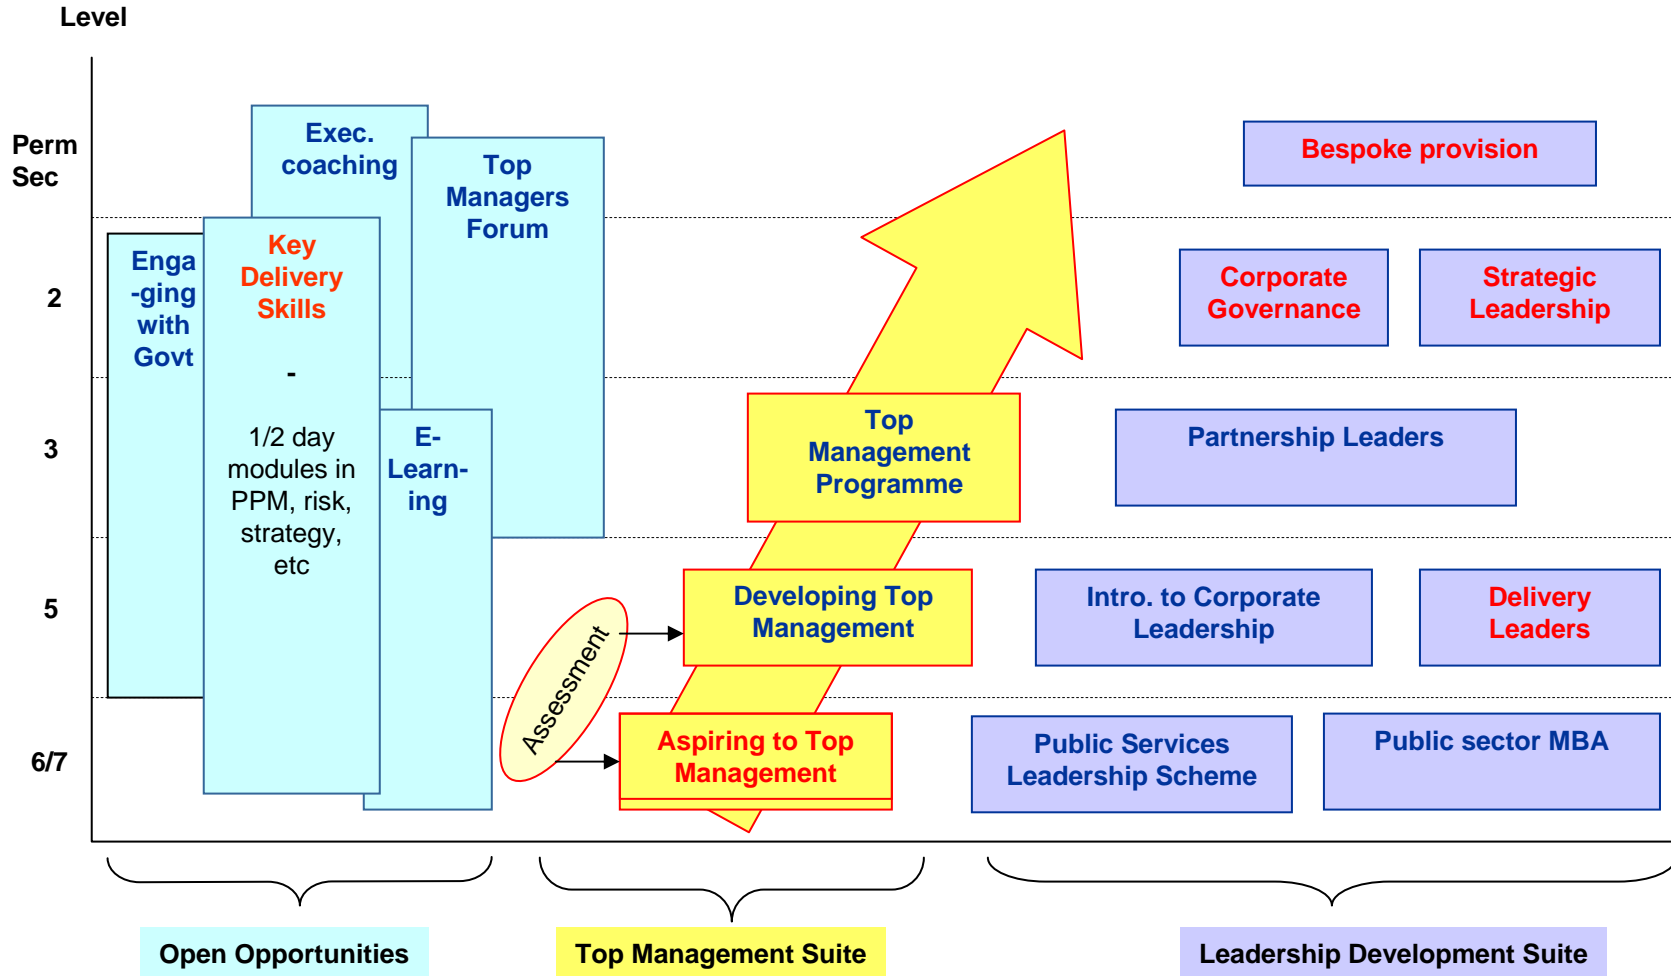 Level
Perm
Sec
2
3
5
6/7
Exec.
coaching
Top
Managers
Forum
Enga
-ging
with
Govt
Key
Delivery
Skills
-
1/2 day
modules in
PPM, risk,
strategy,
etc
E-
Learn-
ing
Assessment
Top
Management
Programme
Developing Top
Management
Aspiring to Top
Management
Bespoke provision
Corporate
Governance
Strategic
Leadership
Partnership Leaders
Intro. to Corporate
Leadership
Delivery
Leaders
Public Services
Leadership Scheme
Public sector MBA
Open Opportunities
Top Management Suite
Leadership Development Suite